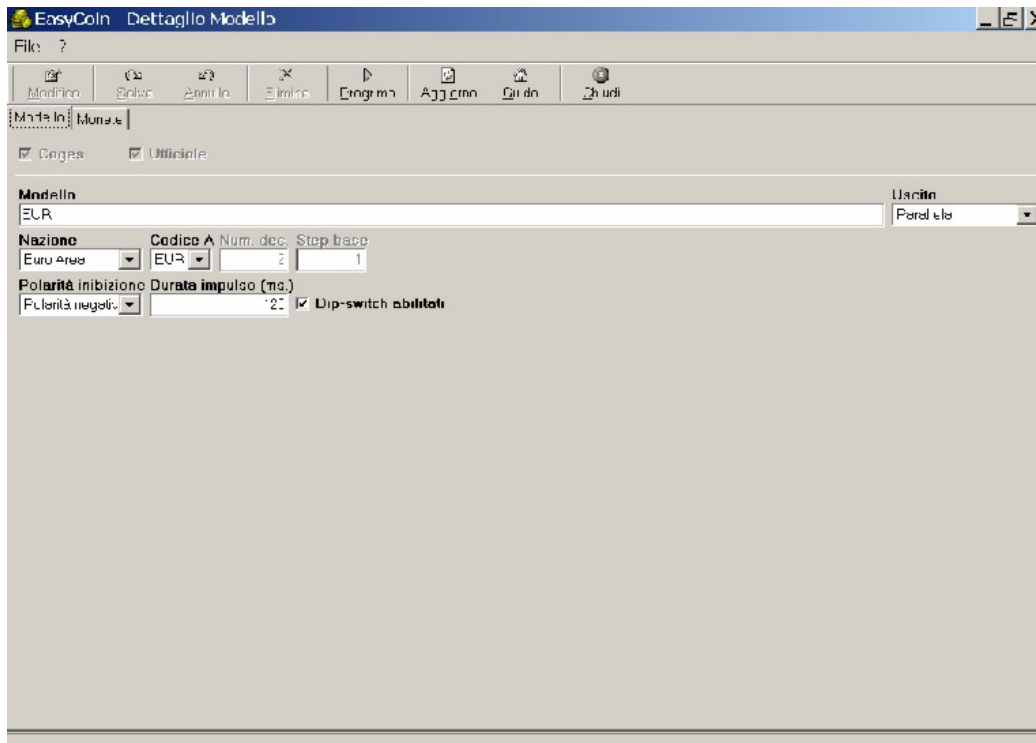 EasyCoin Dettaglio Modello
File ?
Modifica Salva Annulla Elimina Programma Aggiorna Guida Chiudi
Modello Monete
Coges Ufficiale
Modello Uscita
EUR Parallela
Nazione Codice A Num. dec. Step base
Euro Area EUR 2 1
Polarità inibizione Durata impulso (ms.)
Polarità negativ Dip-switch abilitati